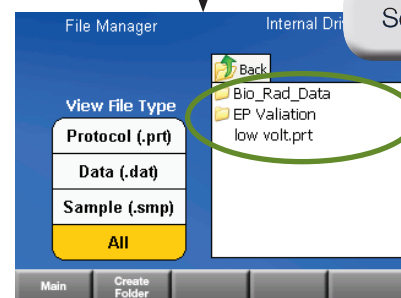 File Manager
Internal Dri
Back
Bio_Rad_Data
EP Valiation
low volt.prt
View File Type
Protocol (.prt)
Data (.dat)
Sample (.smp)
All
Main
Create
Folder